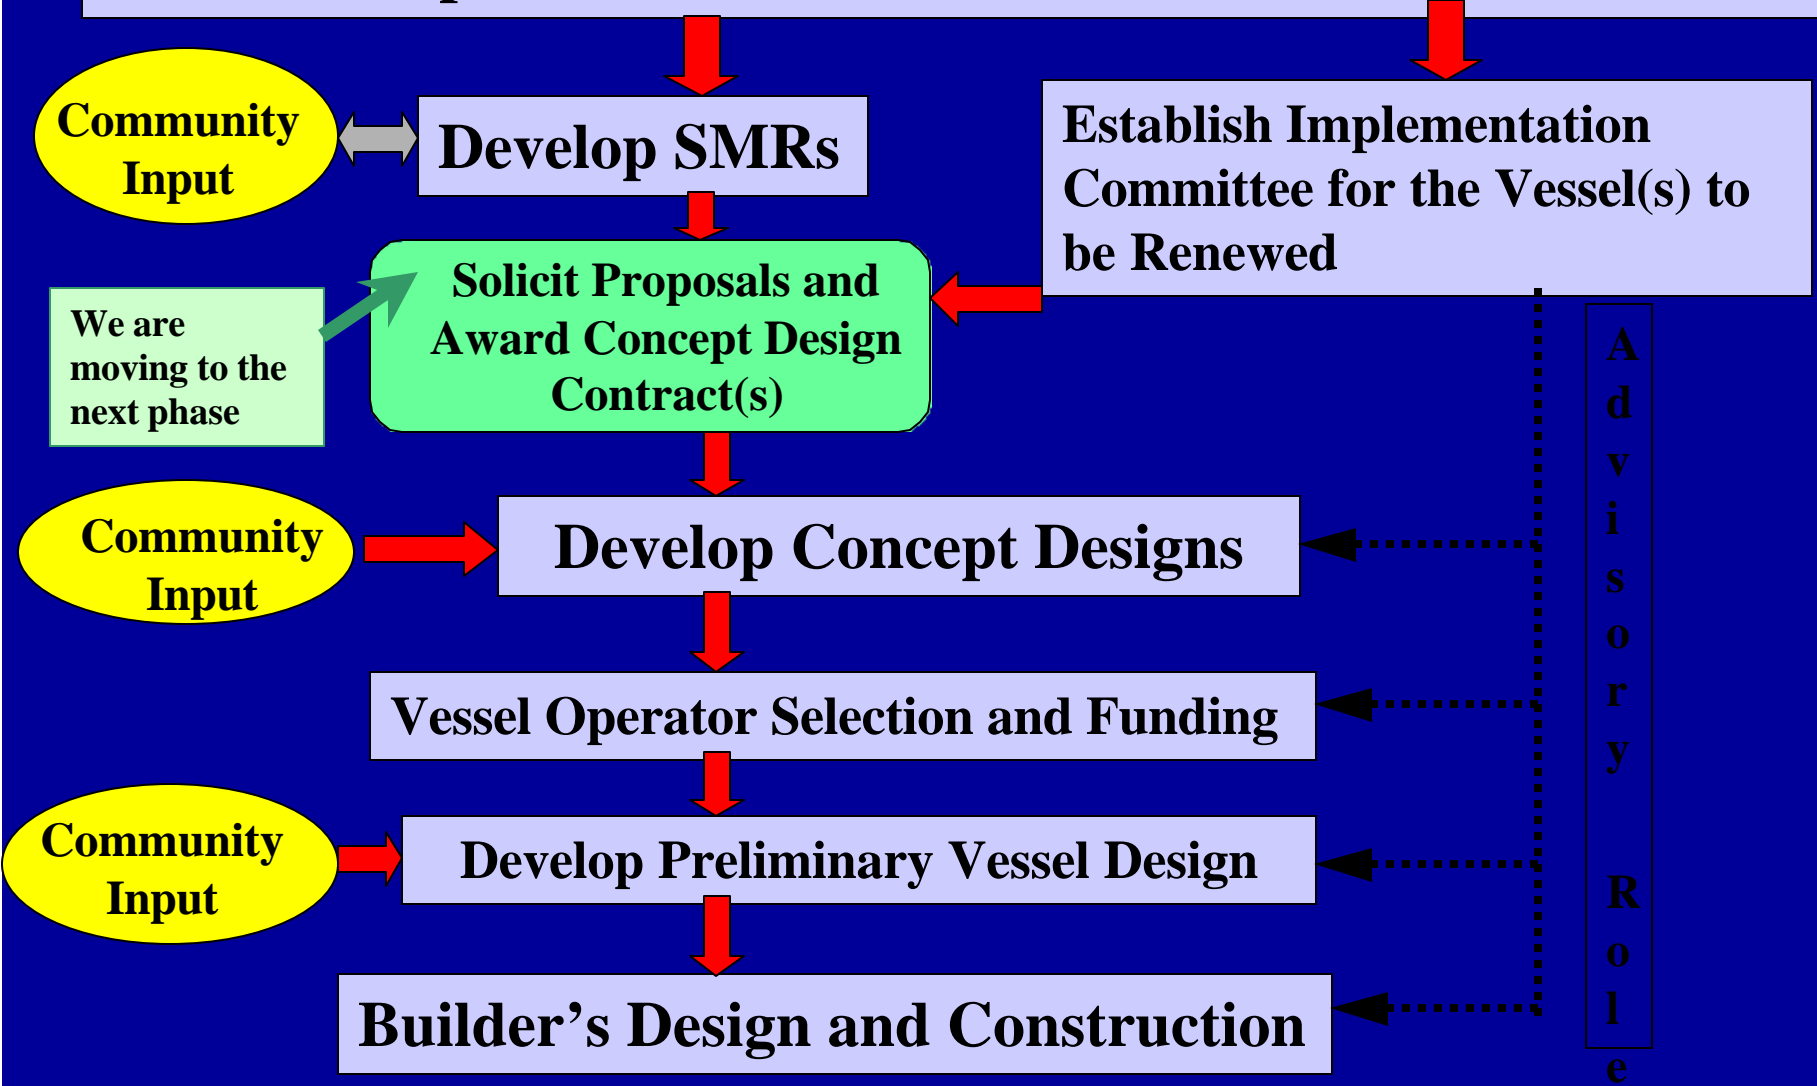 Community
Input
Develop SMRs
Establish Implementation
Committee for the Vessel(s) to
be Renewed
We are
moving to the
next phase
Solicit Proposals and
Award Concept Design
Contract(s)
Community
Input
Develop Concept Designs
Vessel Operator Selection and Funding
Community
Input
Develop Preliminary Vessel Design
Builder’s Design and Construction
A
d
v
i
s
o
r
y
R
o
l
e